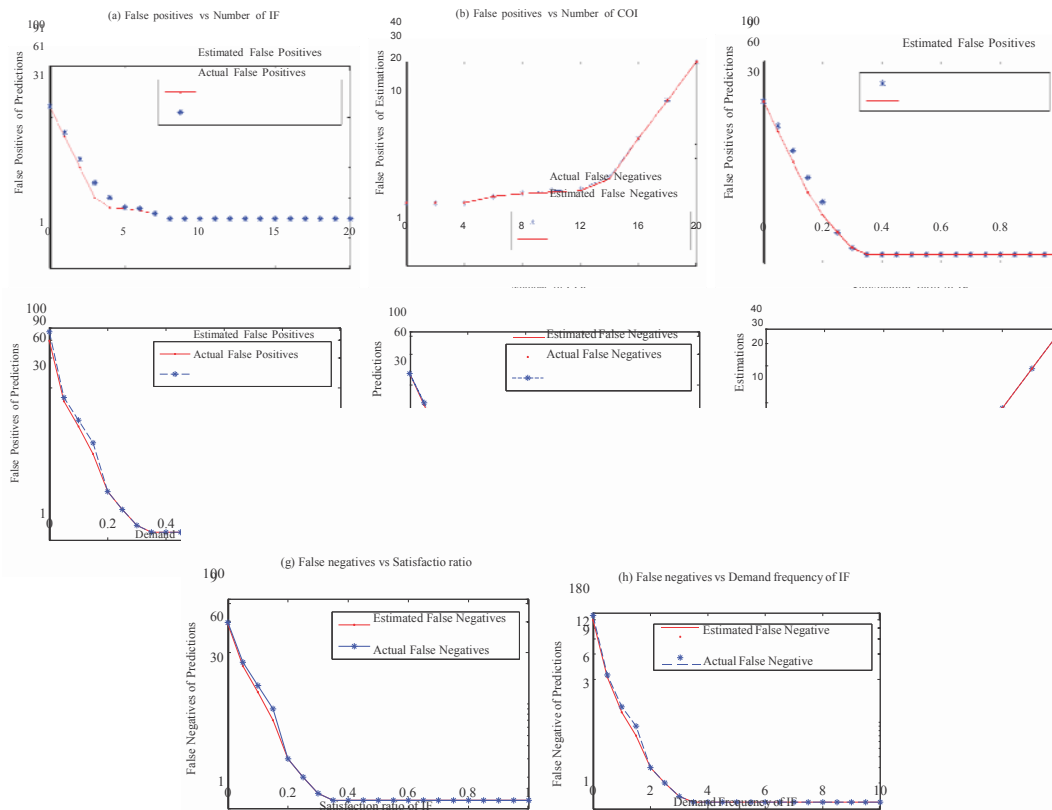 (a) False positives vs Number of IF
100
91
61
31
1
False Positives of Predictions
Estimated False Positives
Actual False Positives
0 5 10 15 20
(b) False positives vs Number of COI
40
30
20
10
1
False Positives of Estimations
Actual False Negatives
Estimated False Negatives
0 4 8 12 16 20
100
60
30
False Positives of Predictions
Estimated False Positives
0 0.2 0.4 0.6 0.8
100
90
60
30
1
False Positives of Predictions
Estimated False Positives
Actual False Positives
0 0.2 0.4
Demand
100
60
30
Predictions
Estimated False Negatives
Actual False Negatives
40
30
20
10
Estimations
(g) False negatives vs Satisfactio ratio
100
9
60
30
1
False Negatives of Predictions
Estimated False Negatives
Actual False Negatives
0 0.2 0.4 0.6 0.8 1
Satisfaction ratio of IF
(h) False negatives vs Demand frequency of IF
180
12
9
6
3
1
False Negative of Predictions
Estimated False Negative
Actual False Negative
0 2 4 6 8 10
Demand Frequency of IF